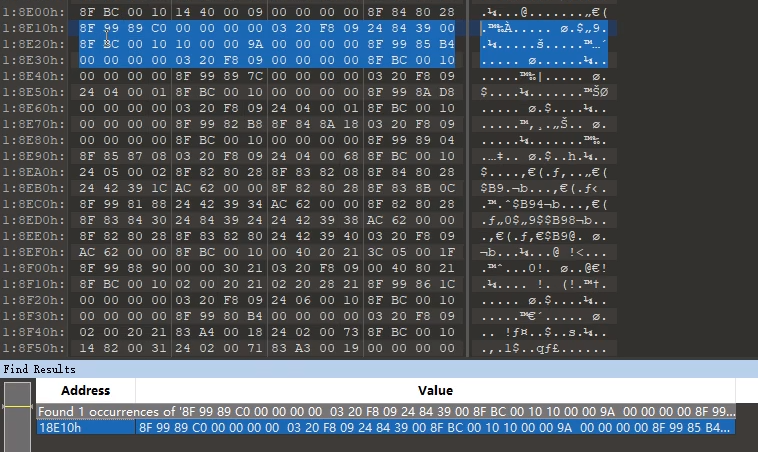 1:8E00h: 8F BC 00 10 14 40 00 09 00 00 00 00 8F 84 80 28 .¼...@......„€(
1:8E10h: 8F 99 89 C0 00 00 00 00 03 20 F8 09 24 84 39 00 .™‰À..... ø.$„9.
1:8E20h: 8F BC 00 10 10 00 00 9A 00 00 00 00 8F 99 85 B4 .¼.....š.....™…´
1:8E30h: 00 00 00 00 03 20 F8 09 00 00 00 00 8F BC 00 10 ..... ø......¼..
1:8E40h: 00 00 00 00 8F 99 89 7C 00 00 00 00 03 20 F8 09 .....™‰|..... ø.
1:8E50h: 24 04 00 01 8F BC 00 10 00 00 00 00 8F 99 8A D8 $....¼.......™ŠØ
1:8E60h: 00 00 00 00 03 20 F8 09 24 04 00 01 8F BC 00 10 ..... ø.$....¼..
1:8E70h: 00 00 00 00 8F 99 82 B8 8F 84 8A 18 03 20 F8 09 .....™‚¸.„Š.. ø.
1:8E80h: 00 00 00 00 8F BC 00 10 00 00 00 00 8F 99 89 04 .....¼.......™‰.
1:8E90h: 8F 85 87 08 03 20 F8 09 24 04 00 68 8F BC 00 10 .…‡.. ø.$..h.¼..
1:8EA0h: 24 05 00 02 8F 82 80 28 8F 83 82 08 8F 84 80 28 $....‚€(.ƒ‚..„€(
1:8EB0h: 24 42 39 1C AC 62 00 00 8F 82 80 28 8F 83 8B 0C $B9.¬b...‚€(.ƒ‹.
1:8EC0h: 8F 99 81 88 24 42 39 34 AC 62 00 00 8F 82 80 28 .™.ˆ$B94¬b...‚€(
1:8ED0h: 8F 83 84 30 24 84 39 24 24 42 39 38 AC 62 00 00 .ƒ„0$„9$$B98¬b..
1:8EE0h: 8F 82 80 28 8F 83 82 80 24 42 39 40 03 20 F8 09 .‚€(.ƒ‚€$B9@. ø.
1:8EF0h: AC 62 00 00 8F BC 00 10 00 40 20 21 3C 05 00 1F ¬b...¼...@ !<...
1:8F00h: 8F 99 88 90 00 00 30 21 03 20 F8 09 00 40 80 21 .™ˆ...0!. ø..@€!
1:8F10h: 8F BC 00 10 02 00 20 21 02 20 28 21 8F 99 86 1C .¼.... !. (!.™†.
1:8F20h: 00 00 00 00 03 20 F8 09 24 06 00 10 8F BC 00 10 ..... ø.$....¼..
1:8F30h: 00 00 00 00 8F 99 80 B4 00 00 00 00 03 20 F8 09 .....™€´..... ø.
1:8F40h: 02 00 20 21 83 A4 00 18 24 02 00 73 8F BC 00 10 .. !ƒ¤..$..s.¼..
1:8F50h: 14 82 00 31 24 02 00 71 83 A3 00 19 00 00 00 00 .‚.1$..qƒ£......
Find Results
Address Value
Found 1 occurrences of '8F 99 89 C0 00 00 00 00 03 20 F8 09 24 84 39 00 8F BC 00 10 10 00 00 9A 00 00 00 00 8F 99...
18E10h 8F 99 89 C0 00 00 00 00 03 20 F8 09 24 84 39 00 8F BC 00 10 10 00 00 9A 00 00 00 00 8F 99 85 B4...